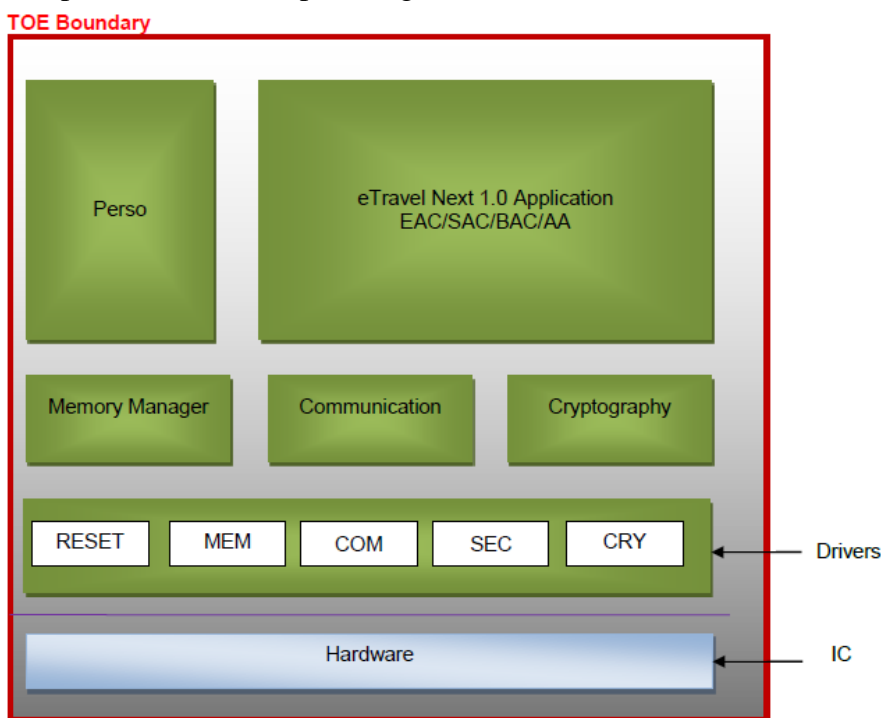 TOE Boundary
Perso
eTravel Next 1.0 Application
EAC/SAC/BAC/AA
Memory Manager
Communication
Cryptography
RESET
MEM
COM
SEC
CRY
Drivers
Hardware
IC